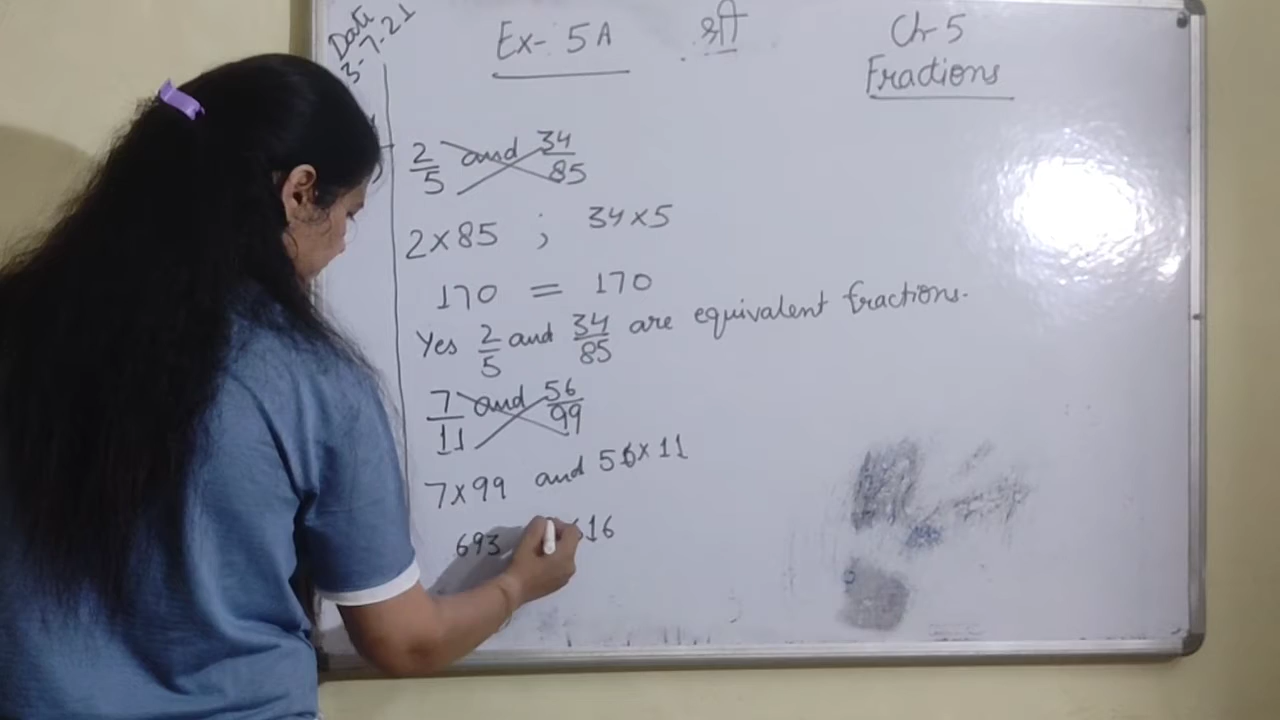 Date
3-7-21
Ex- 5A
श्री
Ch-5
Fractions
2/5 and 34/85
2×85 ; 34×5
170 = 170
Yes 2/5 and 34/85 are equivalent fractions.
7/11 and 56/99
7×99 and 56×11
693 616